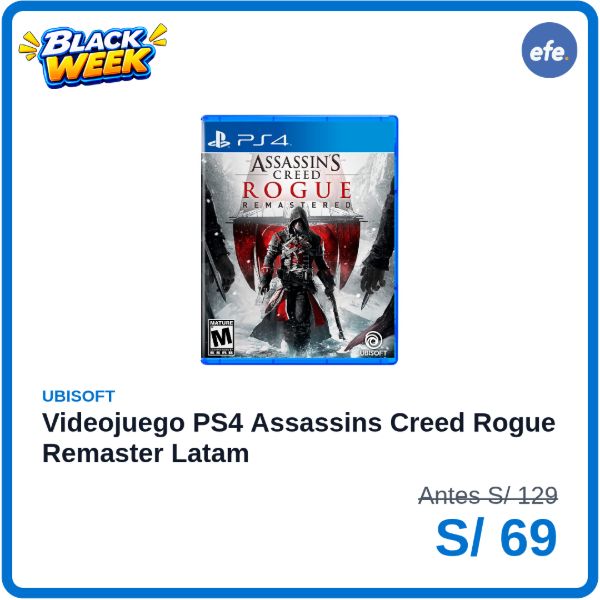 BLACK
WEEK
efe.
PS4
ASSASSIN'S
CREED
ROGUE
REMASTERED
MATURE
M
ESRB
UBISOFT
UBISOFT
Videojuego PS4 Assassins Creed Rogue
Remaster Latam
Antes S/ 129
S/ 69